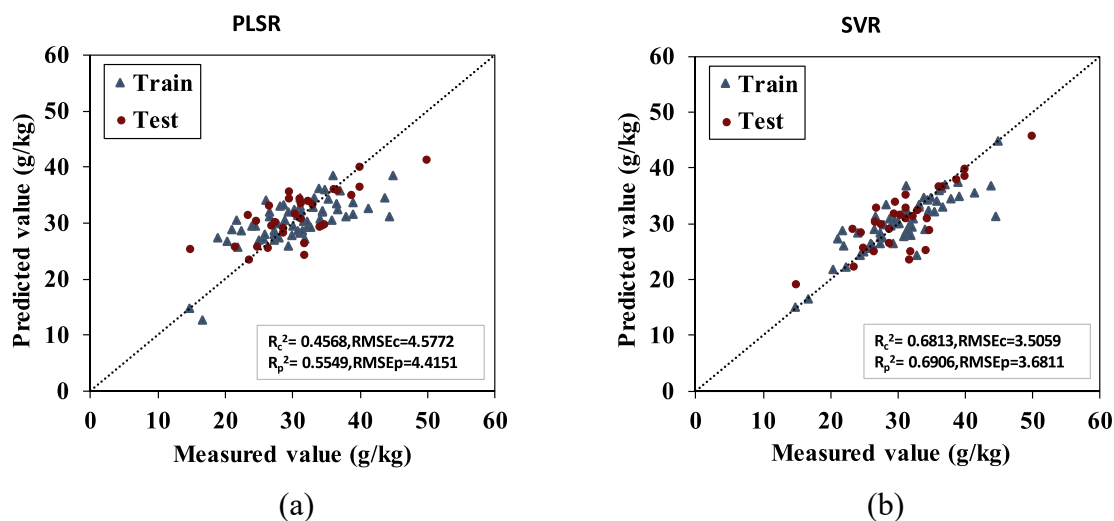 PLSR
60
50
40
30
20
10
0
Predicted value (g/kg)
Train
Test
R_c^2= 0.4568,RMSEc=4.5772
R_p^2= 0.5549,RMSEp=4.4151
0 10 20 30 40 50 60
Measured value (g/kg)
(a)
SVR
60
50
40
30
20
10
0
Predicted value (g/kg)
Train
Test
R_c^2= 0.6813,RMSEc=3.5059
R_p^2= 0.6906,RMSEp=3.6811
0 10 20 30 40 50 60
Measured value (g/kg)
(b)